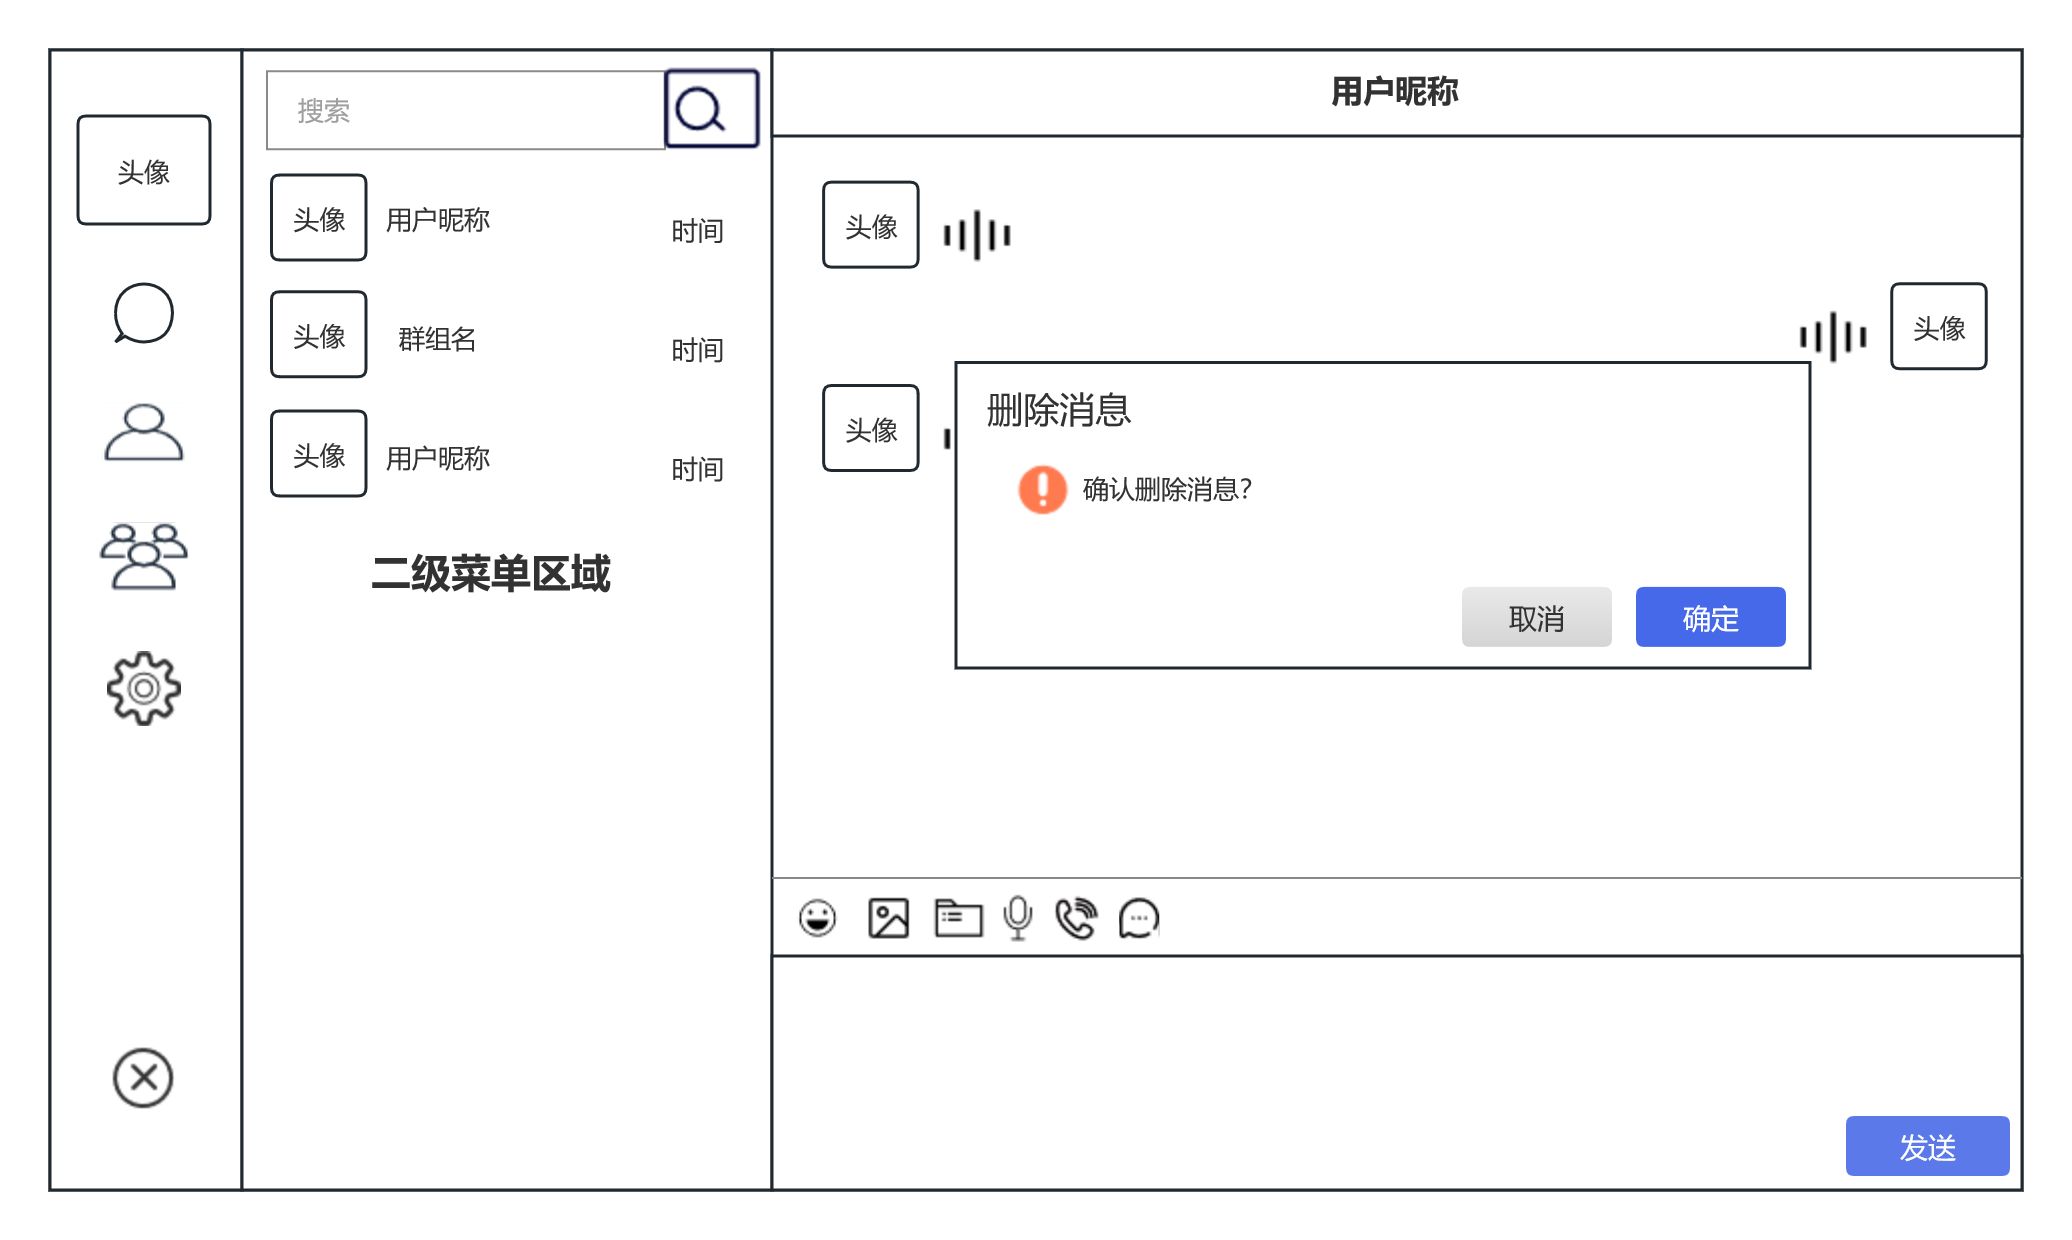 头像
搜索
头像
用户昵称
时间
头像
群组名
时间
头像
用户昵称
时间
二级菜单区域
用户昵称
头像
头像
头像
删除消息
确认删除消息?
取消
确定
发送